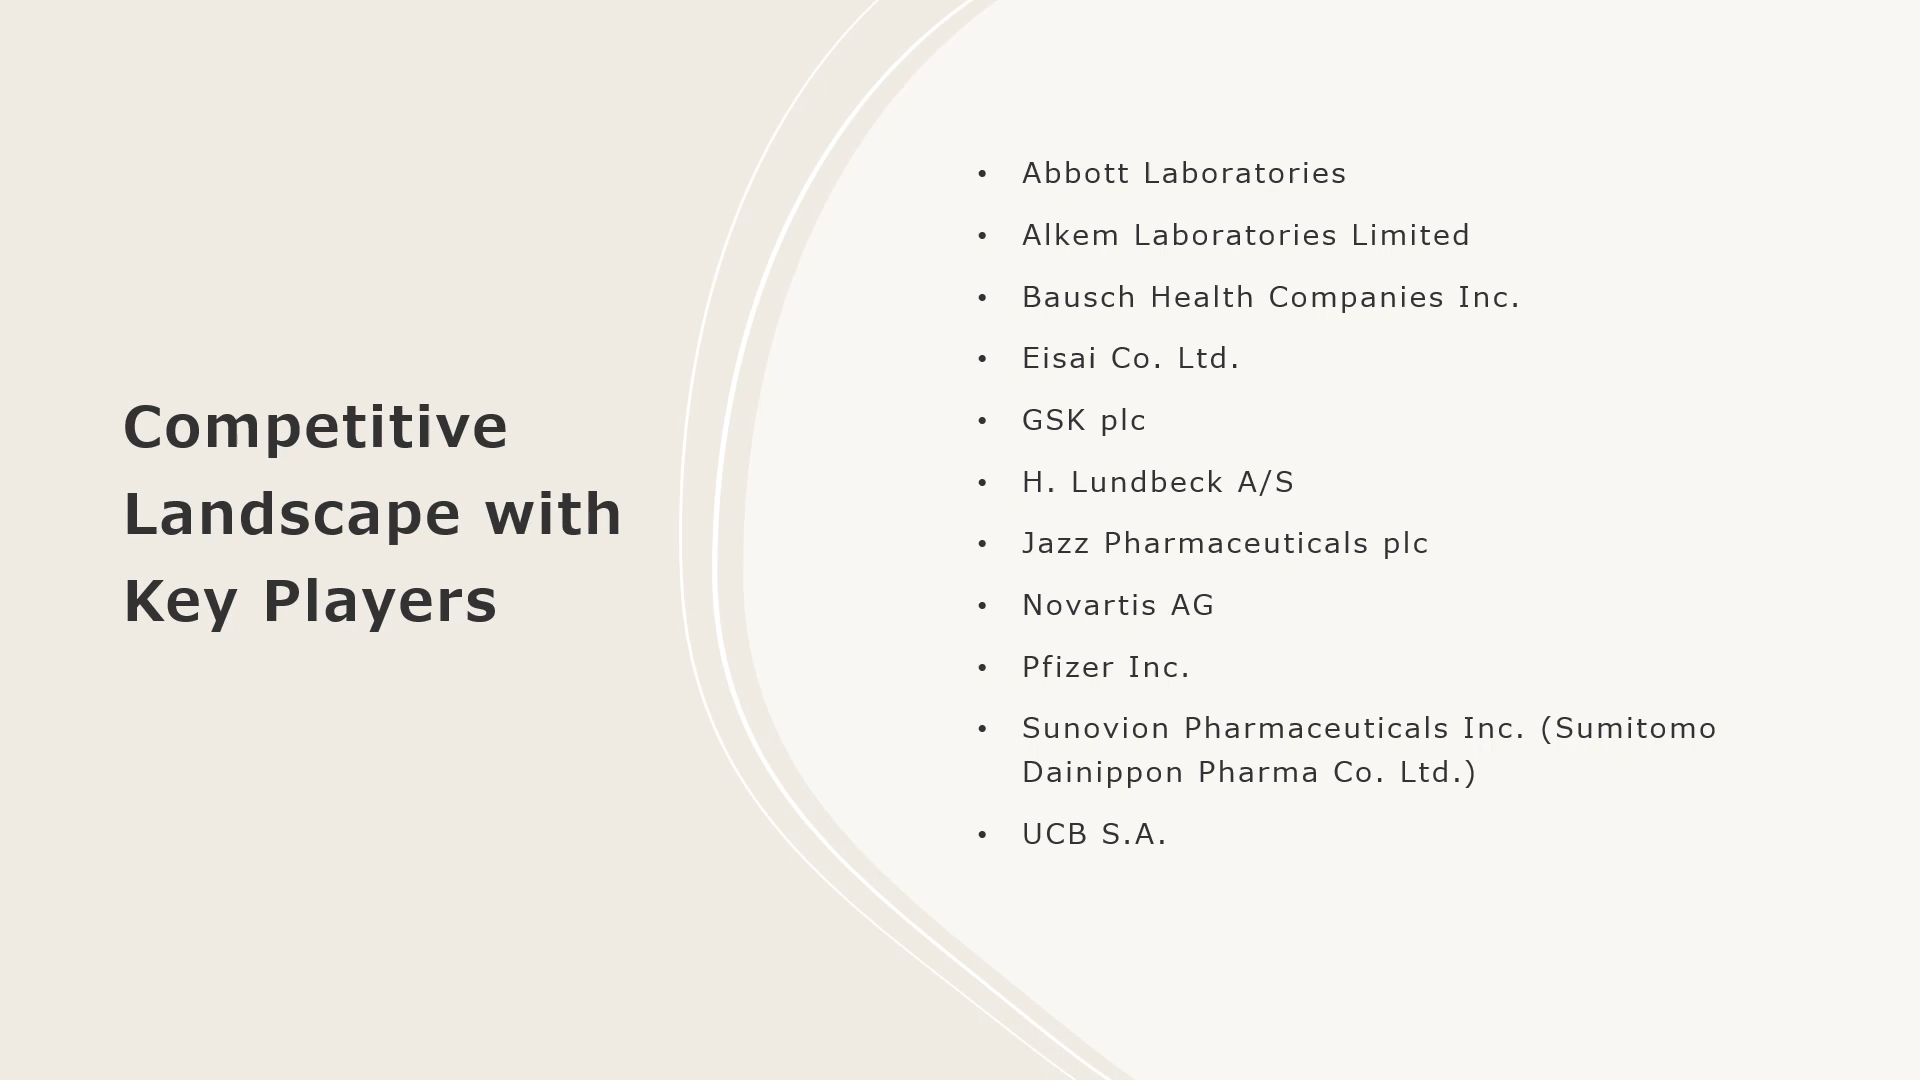 Competitive
Landscape with
Key Players
• Abbott Laboratories
• Alkem Laboratories Limited
• Bausch Health Companies Inc.
• Eisai Co. Ltd.
• GSK plc
• H. Lundbeck A/S
• Jazz Pharmaceuticals plc
• Novartis AG
• Pfizer Inc.
• Sunovion Pharmaceuticals Inc. (Sumitomo
Dainippon Pharma Co. Ltd.)
• UCB S.A.